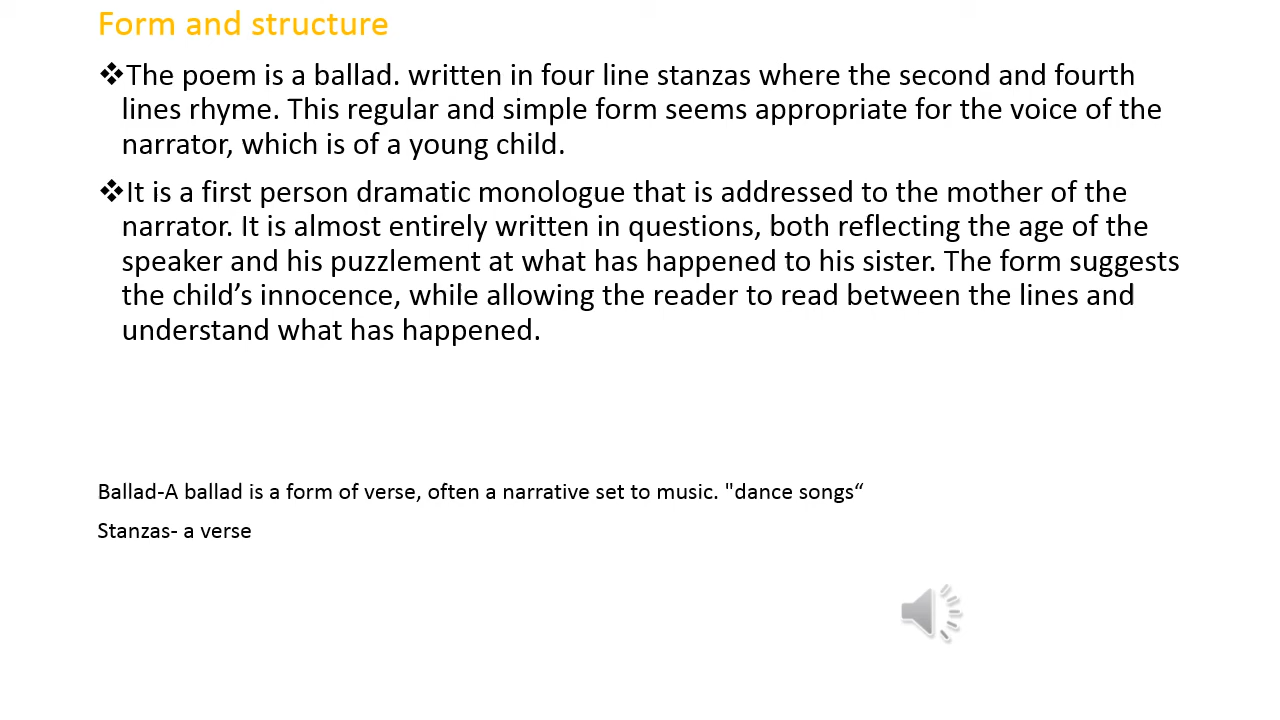 Form and structure
❖The poem is a ballad. written in four line stanzas where the second and fourth
lines rhyme. This regular and simple form seems appropriate for the voice of the
narrator, which is of a young child.
❖It is a first person dramatic monologue that is addressed to the mother of the
narrator. It is almost entirely written in questions, both reflecting the age of the
speaker and his puzzlement at what has happened to his sister. The form suggests
the child’s innocence, while allowing the reader to read between the lines and
understand what has happened.
Ballad-A ballad is a form of verse, often a narrative set to music. "dance songs“
Stanzas- a verse